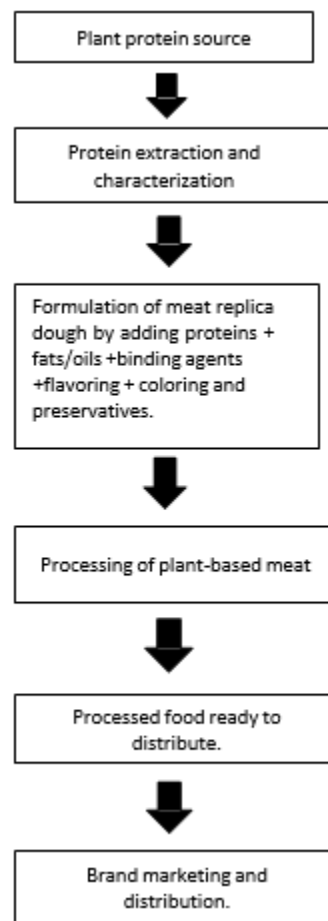 Plant protein source
Protein extraction and
characterization
Formulation of meat replica
dough by adding proteins +
fats/oils +binding agents
+flavoring + coloring and
preservatives.
Processing of plant-based meat
Processed food ready to
distribute.
Brand marketing and
distribution.